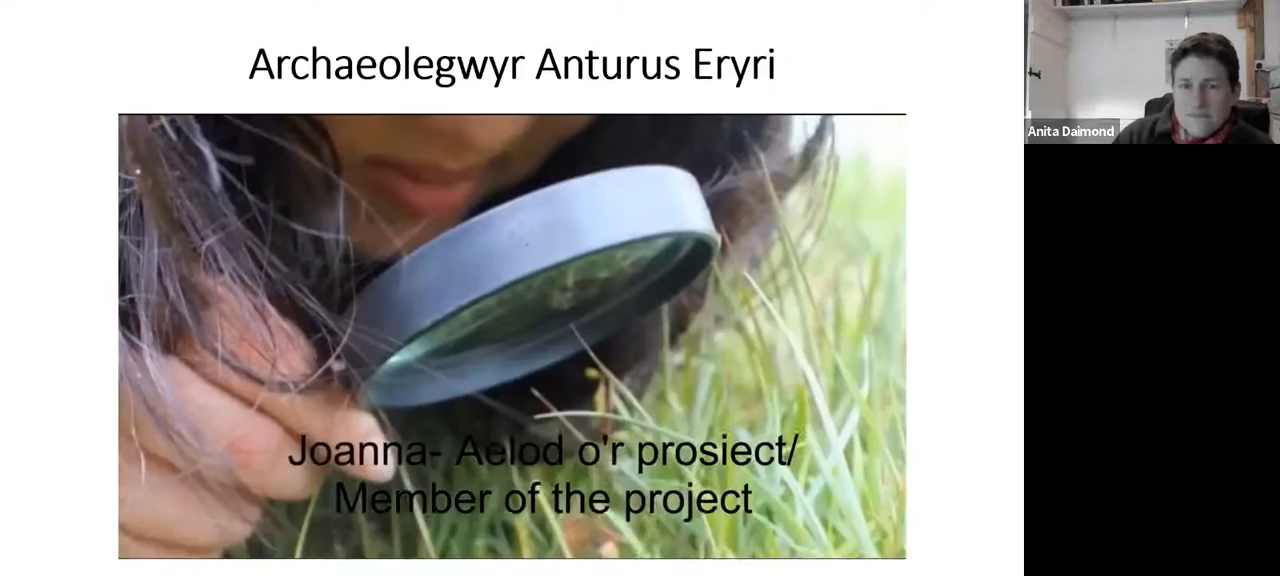 Archaeolegwyr Anturus Eryri
Anita Daimond
Joanna- Aelod o'r prosiect/
Member of the project